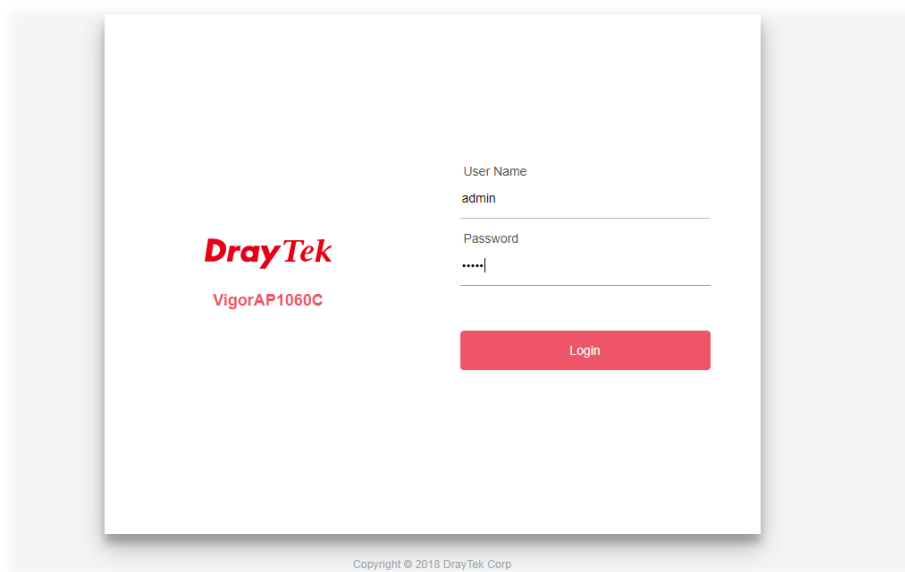 User Name
admin
Password
•••••
DrayTek
VigorAP1060C
Login
Copyright © 2018 DrayTek Corp